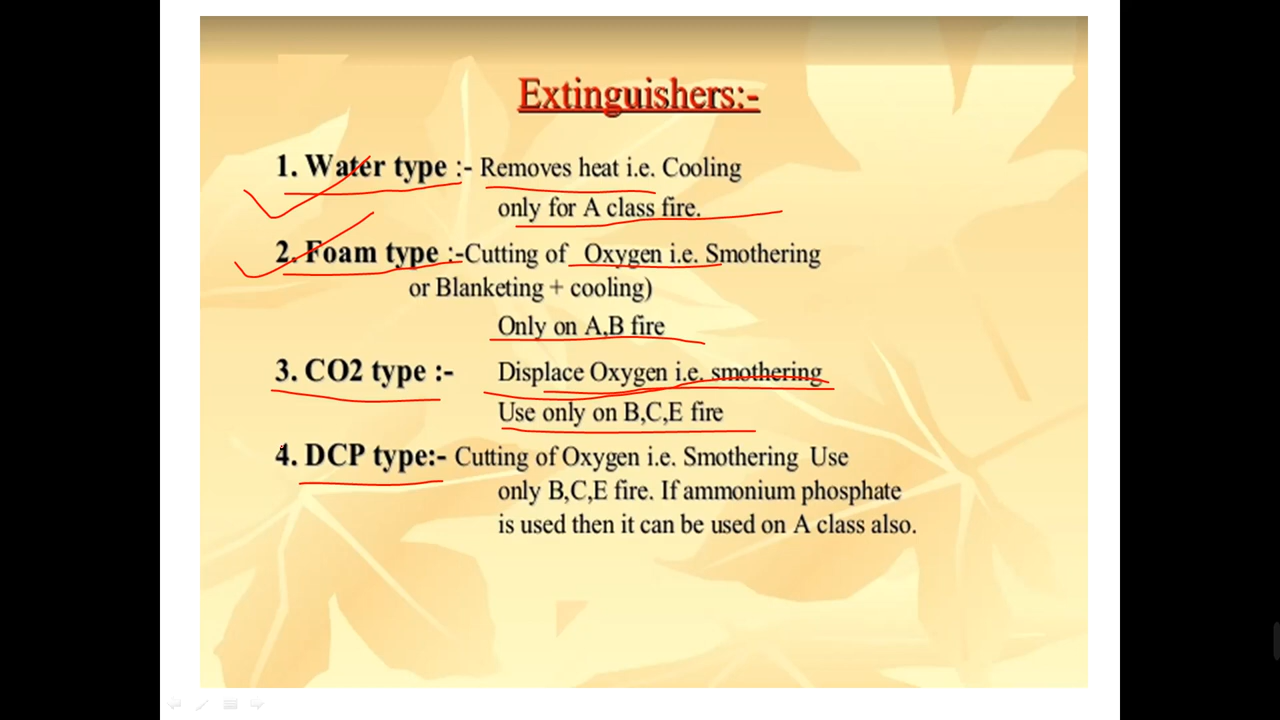 Extinguishers:-
1. Water type :- Removes heat i.e. Cooling
only for A class fire.
2. Foam type :-Cutting of Oxygen i.e. Smothering
or Blanketing + cooling)
Only on A,B fire
3. CO2 type :- Displace Oxygen i.e. smothering
Use only on B,C,E fire
4. DCP type:- Cutting of Oxygen i.e. Smothering Use
only B,C,E fire. If ammonium phosphate
is used then it can be used on A class also.